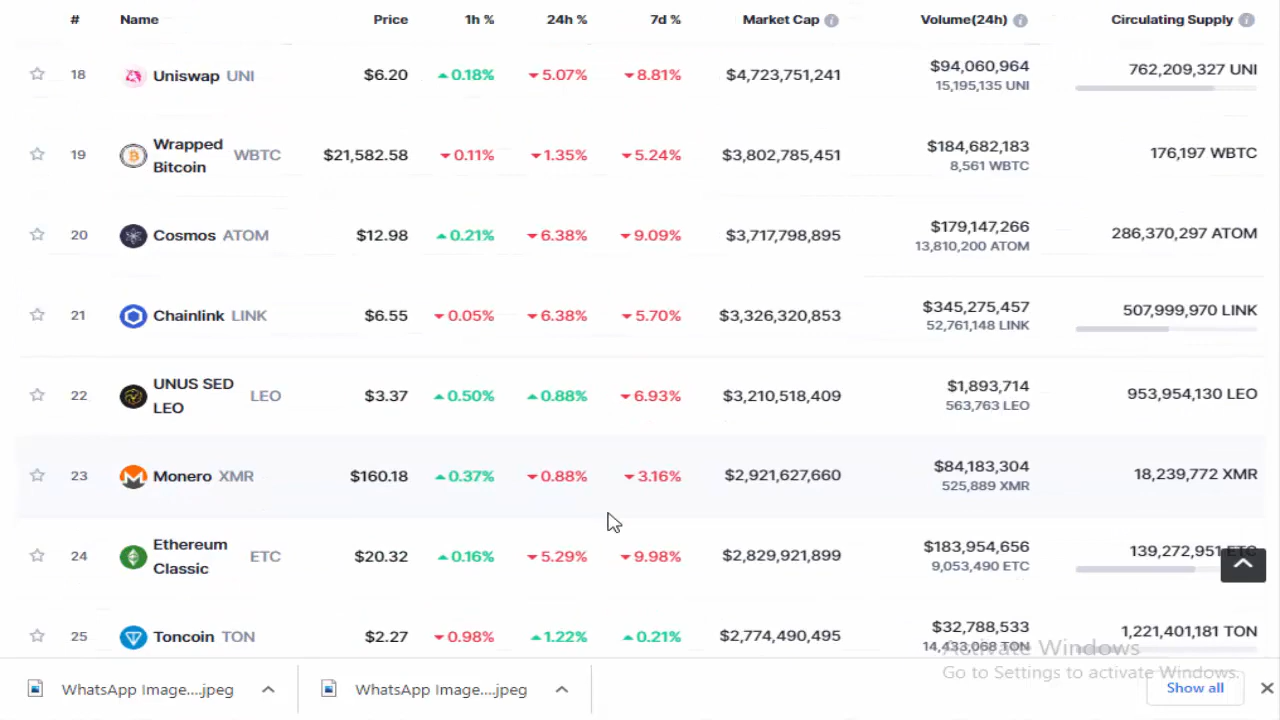 # Name Price 1h % 24h % 7d % Market Cap Volume(24h) Circulating Supply
18 Uniswap UNI $6.20 0.18% 5.07% 8.81% $4,723,751,241 $94,060,964 762,209,327 UNI
15,195,135 UNI
19 Wrapped Bitcoin WBTC $21,582.58 0.11% 1.35% 5.24% $3,802,785,451 $184,682,183 176,197 WBTC
8,561 WBTC
20 Cosmos ATOM $12.98 0.21% 6.38% 9.09% $3,717,798,895 $179,147,266 286,370,297 ATOM
13,810,200 ATOM
21 Chainlink LINK $6.55 0.05% 6.38% 5.70% $3,326,320,853 $345,275,457 507,999,970 LINK
52,761,148 LINK
22 UNUS SED LEO LEO $3.37 0.50% 0.88% 6.93% $3,210,518,409 $1,893,714 953,954,130 LEO
563,763 LEO
23 Monero XMR $160.18 0.37% 0.88% 3.16% $2,921,627,660 $84,183,304 18,239,772 XMR
525,889 XMR
24 Ethereum Classic ETC $20.32 0.16% 5.29% 9.98% $2,829,921,899 $183,954,656 139,272,951 ETC
9,053,490 ETC
25 Toncoin TON $2.27 0.98% 1.22% 0.21% $2,774,490,495 $32,788,533 1,221,401,181 TON
14,433,068 TON
Activate Windows
Go to Settings to activate Windows.
WhatsApp Image....jpeg WhatsApp Image....jpeg Show all